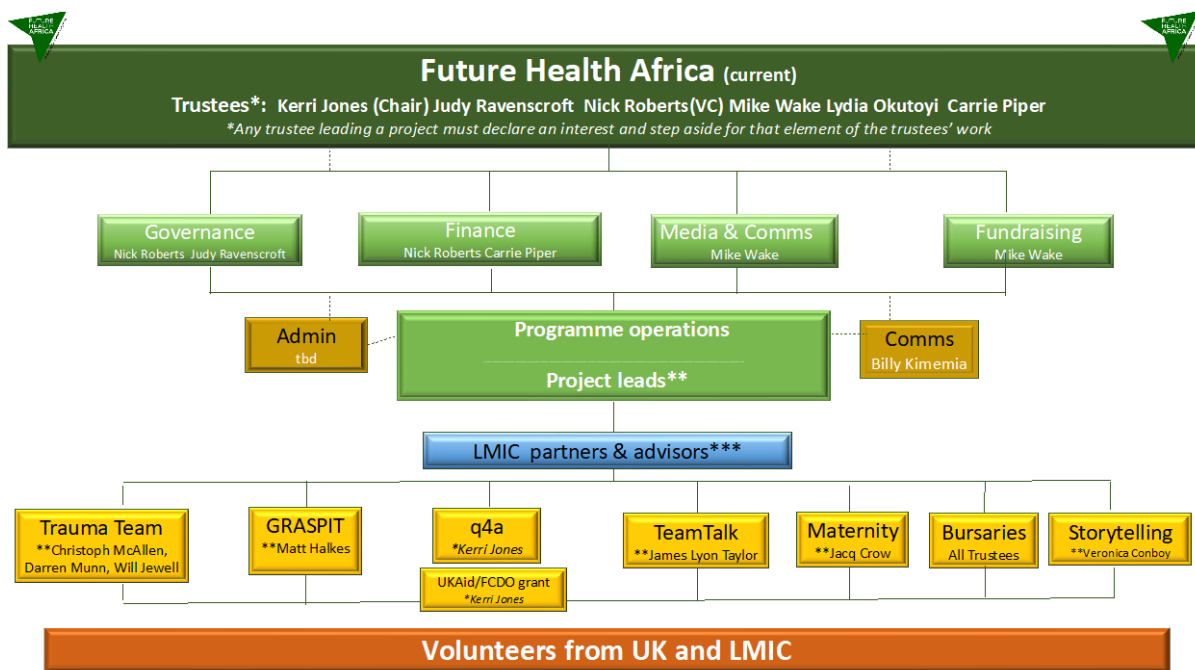 FUTURE
HEALTH
AFRICA
FUTURE
HEALTH
AFRICA
Future Health Africa (current)
Trustees*: Kerri Jones (Chair) Judy Ravenscroft Nick Roberts(VC) Mike Wake Lydia Okutoyi Carrie Piper
*Any trustee leading a project must declare an interest and step aside for that element of the trustees' work
Governance
Nick Roberts Judy Ravenscroft
Finance
Nick Roberts Carrie Piper
Media & Comms
Mike Wake
Fundraising
Mike Wake
Admin
tbd
Programme operations
Project leads**
Comms
Billy Kimemia
LMIC partners & advisors***
Trauma Team
**Christoph McAllen,
Darren Munn, Will Jewell
GRASPIT
**Matt Halkes
q4a
*Kerri Jones
UKAid/FCDO grant
*Kerri Jones
TeamTalk
**James Lyon Taylor
Maternity
**Jacq Crow
Bursaries
All Trustees
Storytelling
**Veronica Conboy
Volunteers from UK and LMIC